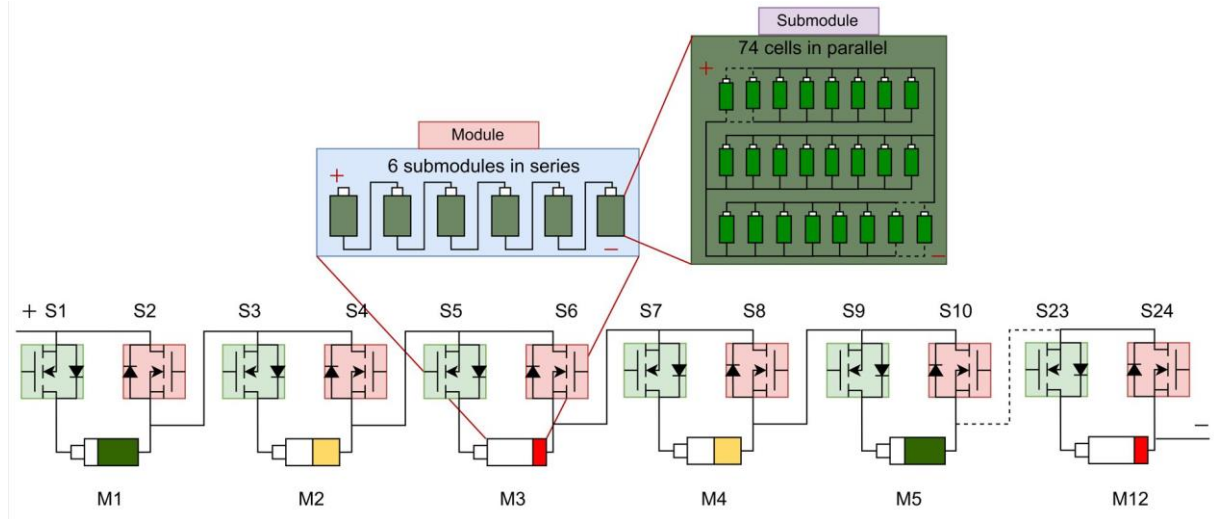 Submodule
74 cells in parallel
+
Module
6 submodules in series
+
−
−
+ S1 S2 S3 S4 S5 S6 S7 S8 S9 S10 S23 S24
−
M1 M2 M3 M4 M5 M12